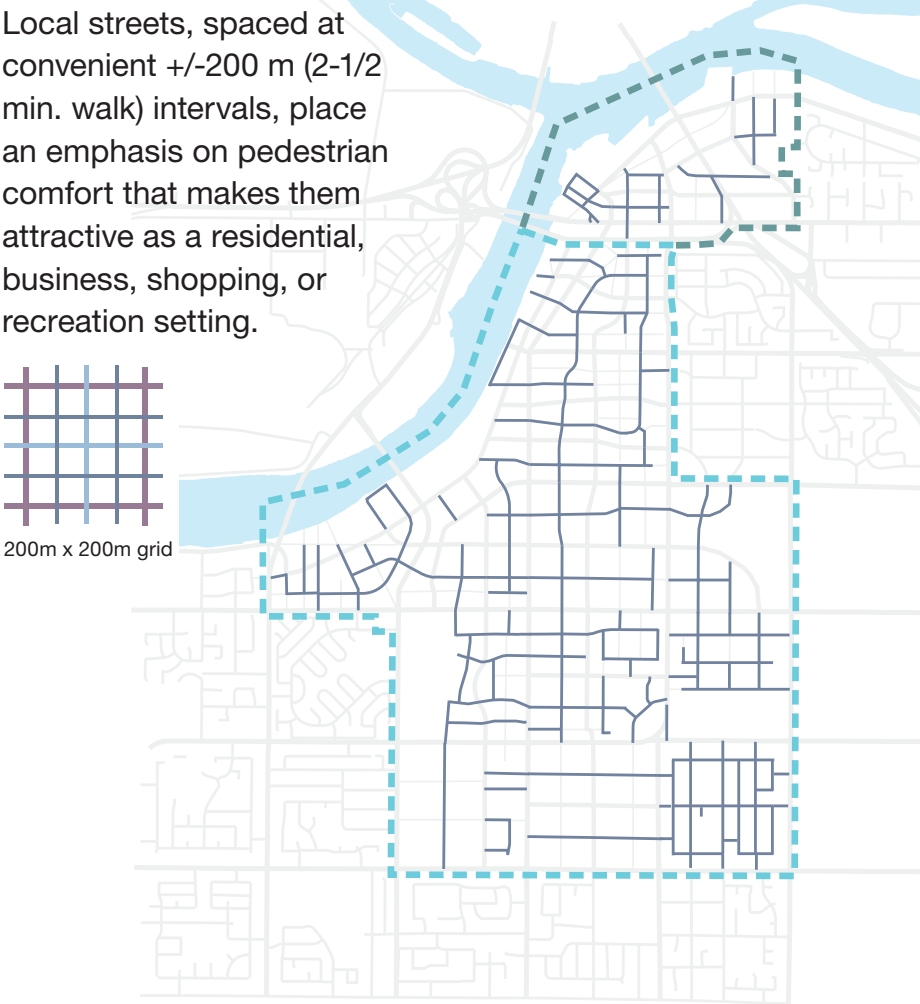 Local streets, spaced at
convenient +/-200 m (2-1/2
min. walk) intervals, place
an emphasis on pedestrian
comfort that makes them
attractive as a residential,
business, shopping, or
recreation setting.
200m x 200m grid